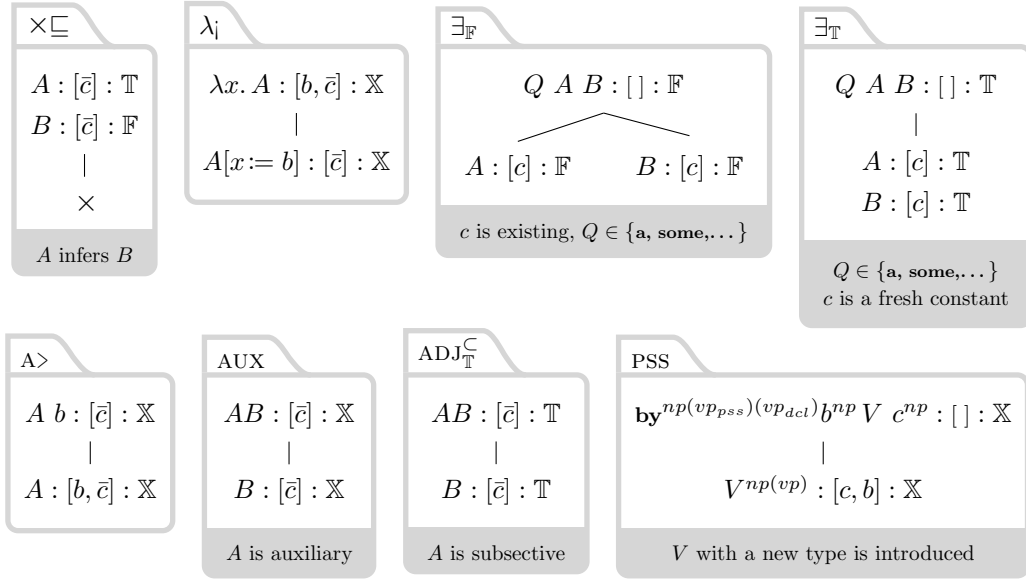 ×⊑
A : [c̄] : 𝕋
B : [c̄] : 𝔽
×
A infers B
λ¡
λx. A : [b, c̄] : 𝕏
A[x:= b] : [c̄] : 𝕏
∃𝔽
Q A B : [ ] : 𝔽
A : [c] : 𝔽 B : [c] : 𝔽
c is existing, Q ∈ {a, some,...}
∃𝕋
Q A B : [ ] : 𝕋
A : [c] : 𝕋
B : [c] : 𝕋
Q ∈ {a, some,...}
c is a fresh constant
A>
A b : [c̄] : 𝕏
A : [b, c̄] : 𝕏
AUX
AB : [c̄] : 𝕏
B : [c̄] : 𝕏
A is auxiliary
ADJ⊂𝕋
AB : [c̄] : 𝕋
B : [c̄] : 𝕋
A is subsective
PSS
by^np(vp_pss)(vp_dcl) b^np V c^np : [ ] : 𝕏
V^np(vp) : [c, b] : 𝕏
V with a new type is introduced